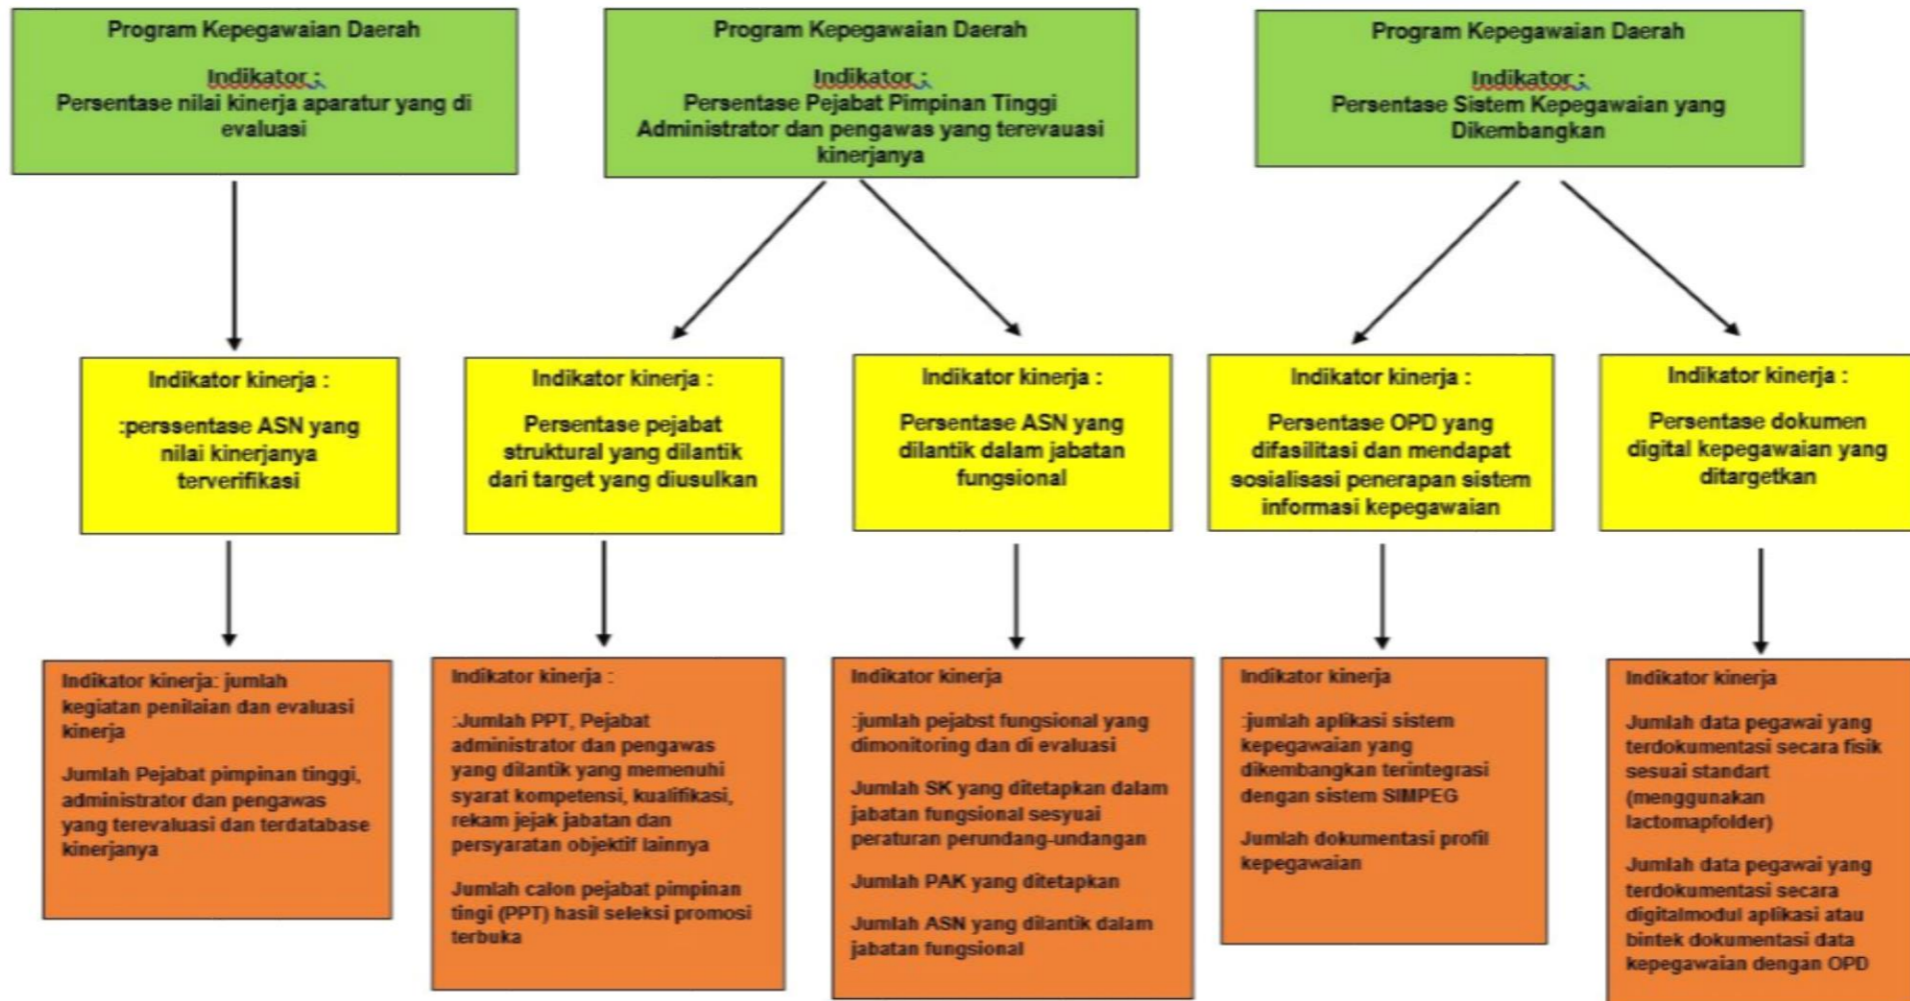 Program Kepegawaian Daerah
Indikator :
Persentase nilai kinerja aparatur yang di
evaluasi
Program Kepegawaian Daerah
Indikator :
Persentase Pejabat Pimpinan Tinggi
Administrator dan pengawas yang terevauasi
kinerjanya
Program Kepegawaian Daerah
Indikator :
Persentase Sistem Kepegawaian yang
Dikembangkan
Indikator kinerja :
:perssentase ASN yang
nilai kinerjanya
terverifikasi
Indikator kinerja :
Persentase pejabat
struktural yang dilantik
dari target yang diusulkan
Indikator kinerja :
Persentase ASN yang
dilantik dalam jabatan
fungsional
Indikator kinerja :
Persentase OPD yang
difasilitasi dan mendapat
sosialisasi penerapan sistem
informasi kepegawaian
Indikator kinerja :
Persentase dokumen
digital kepegawaian yang
ditargetkan
Indikator kinerja: jumlah
kegiatan penilaian dan evaluasi
kinerja
Jumlah Pejabat pimpinan tinggi,
administrator dan pengawas
yang terevaluasi dan terdatabase
kinerjanya
Indikator kinerja :
:Jumlah PPT, Pejabat
administrator dan pengawas
yang dilantik yang memenuhi
syarat kompetensi, kualifikasi,
rekam jejak jabatan dan
persyaratan objektif lainnya
Jumlah calon pejabat pimpinan
tingi (PPT) hasil seleksi promosi
terbuka
Indikator kinerja
:jumlah pejabst fungsional yang
dimonitoring dan di evaluasi
Jumlah SK yang ditetapkan dalam
jabatan fungsional sesyuai
peraturan perundang-undangan
Jumlah PAK yang ditetapkan
Jumlah ASN yang dilantik dalam
jabatan fungsional
Indikator kinerja
:jumlah aplikasi sistem
kepegawaian yang
dikembangkan terintegrasi
dengan sistem SIMPEG
Jumlah dokumentasi profil
kepegawaian
Indikator kinerja
Jumlah data pegawai yang
terdokumentasi secara fisik
sesuai standart
(menggunakan
lactomapfolder)
Jumlah data pegawai yang
terdokumentasi secara
digitalmodul aplikasi atau
bintek dokumentasi data
kepegawaian dengan OPD